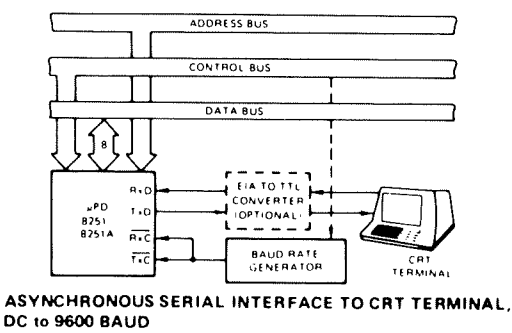 ADDRESS BUS
CONTROL BUS
DATA BUS
8
μPD
8251
8251A
RxD
TxD
RxC
TxC
EIA TO TTL
CONVERTER
(OPTIONAL)
BAUD RATE
GENERATOR
CRT
TERMINAL
ASYNCHRONOUS SERIAL INTERFACE TO CRT TERMINAL,
DC to 9600 BAUD